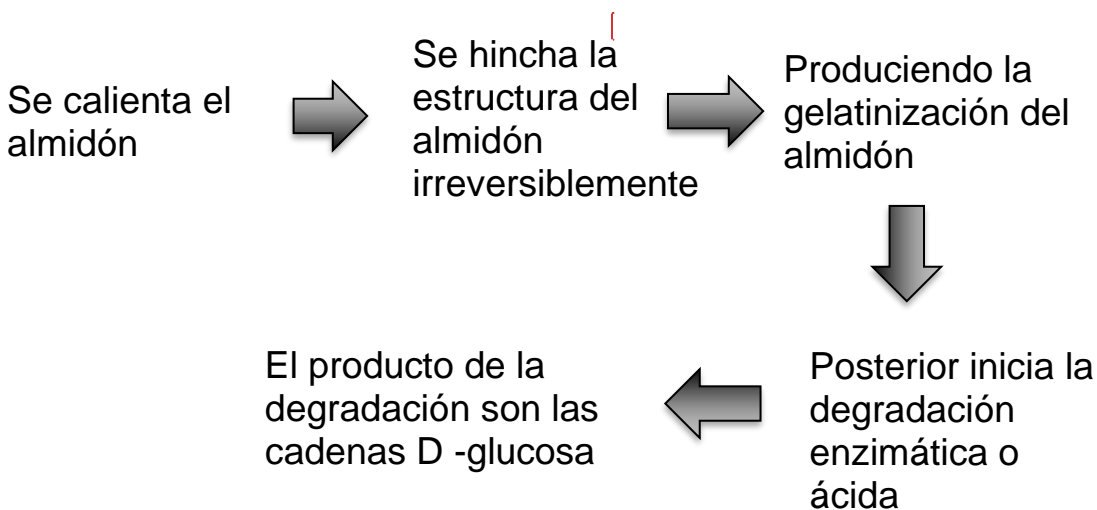 Se calienta el
almidón
Se hincha la
estructura del
almidón
irreversiblemente
Produciendo la
gelatinización del
almidón
Posterior inicia la
degradación
enzimática o
ácida
El producto de la
degradación son las
cadenas D -glucosa